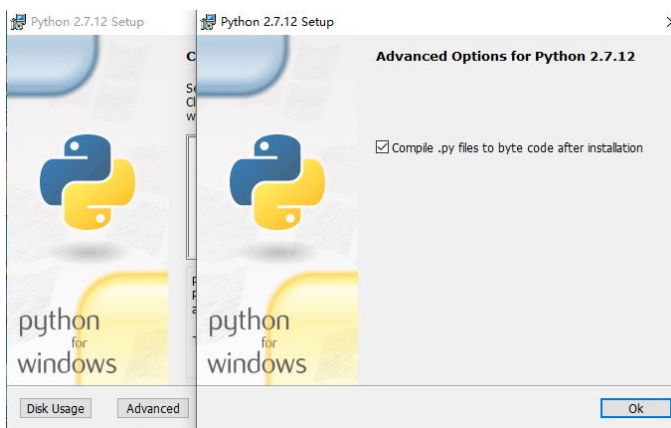 Python 2.7.12 Setup
python
for
windows
Disk Usage
Advanced
Python 2.7.12 Setup
Advanced Options for Python 2.7.12
Compile .py files to byte code after installation
python
for
windows
Ok